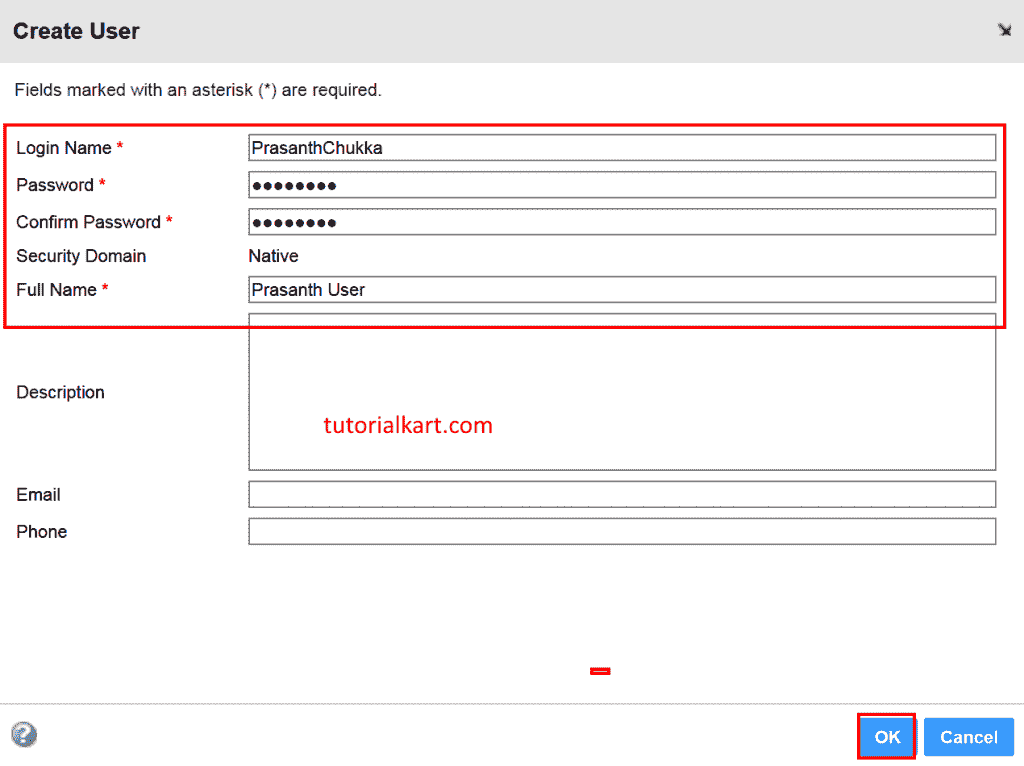 Create User
Fields marked with an asterisk (*) are required.
Login Name * PrasanthChukka
Password * ●●●●●●●●
Confirm Password * ●●●●●●●●
Security Domain Native
Full Name * Prasanth User
Description
tutorialkart.com
Email
Phone
? OK Cancel